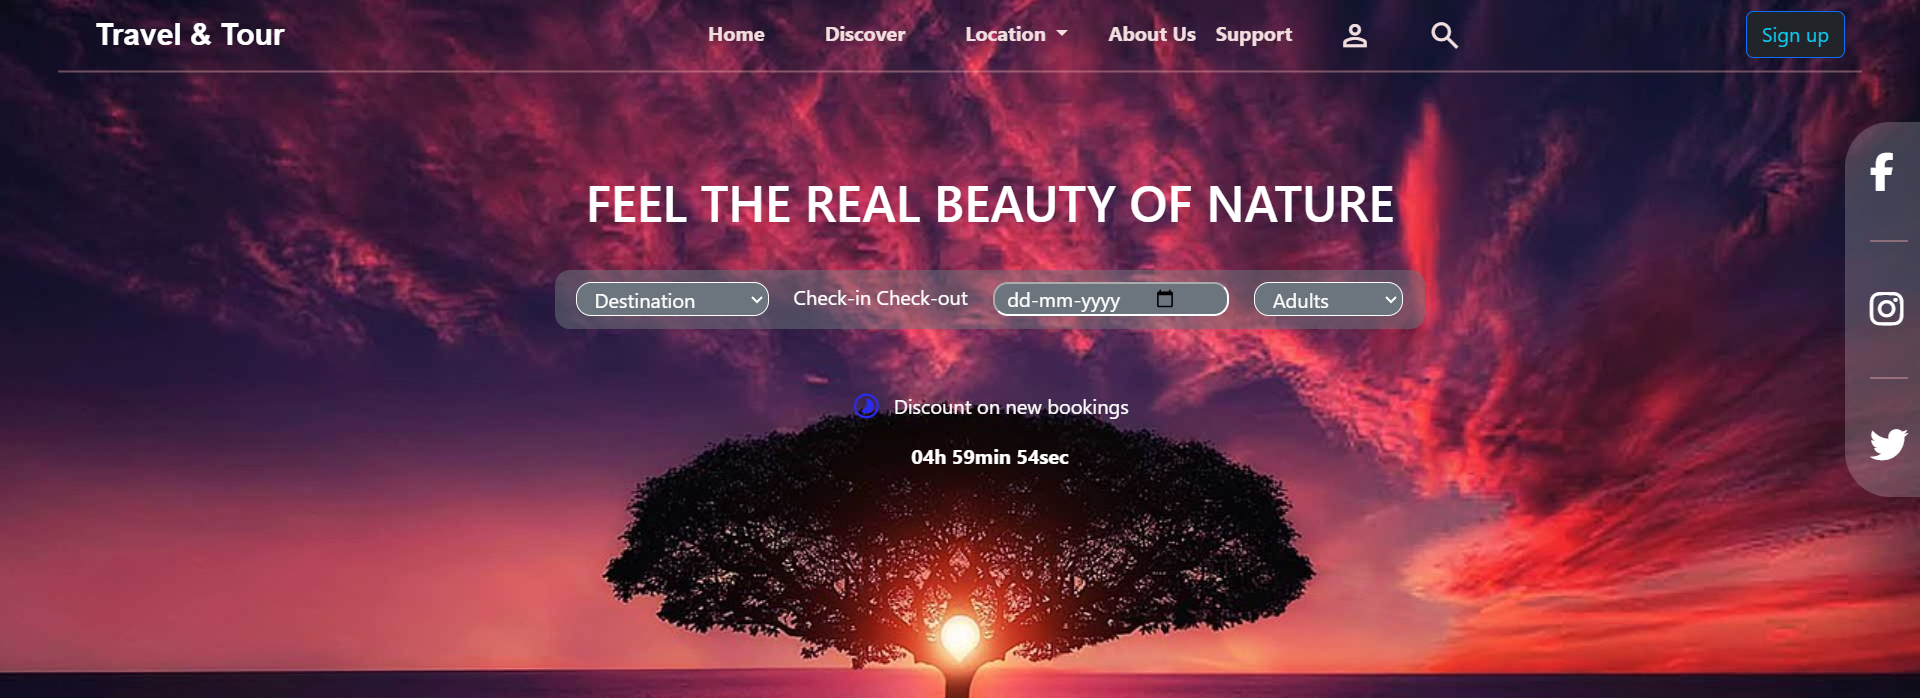 Travel & Tour Home Discover Location About Us Support Sign up
FEEL THE REAL BEAUTY OF NATURE
Destination Check-in Check-out dd-mm-yyyy Adults
Discount on new bookings
04h 59min 54sec